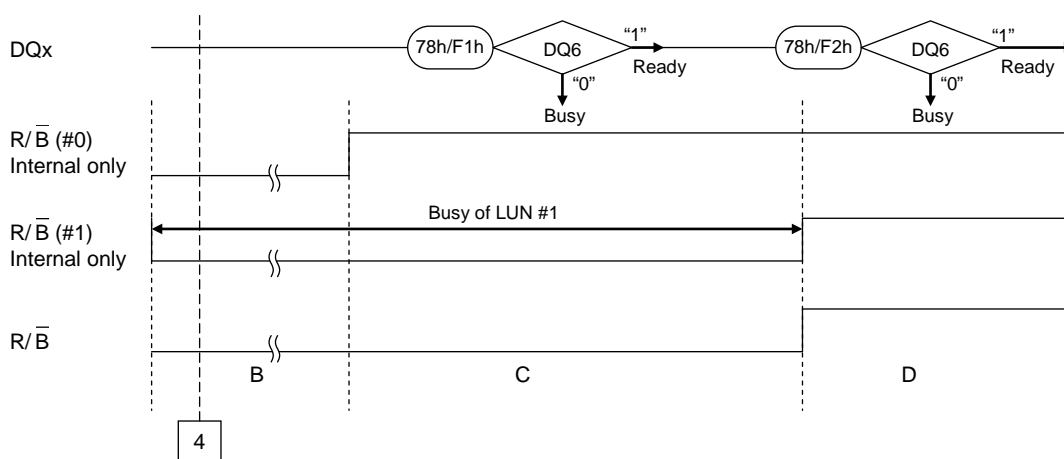 DQx
78h/F1h
DQ6
“1”
Ready
“0”
Busy
78h/F2h
DQ6
“1”
Ready
“0”
Busy
R/B̅ (#0)
Internal only
Busy of LUN #1
R/B̅ (#1)
Internal only
R/B̅
B
C
D
4